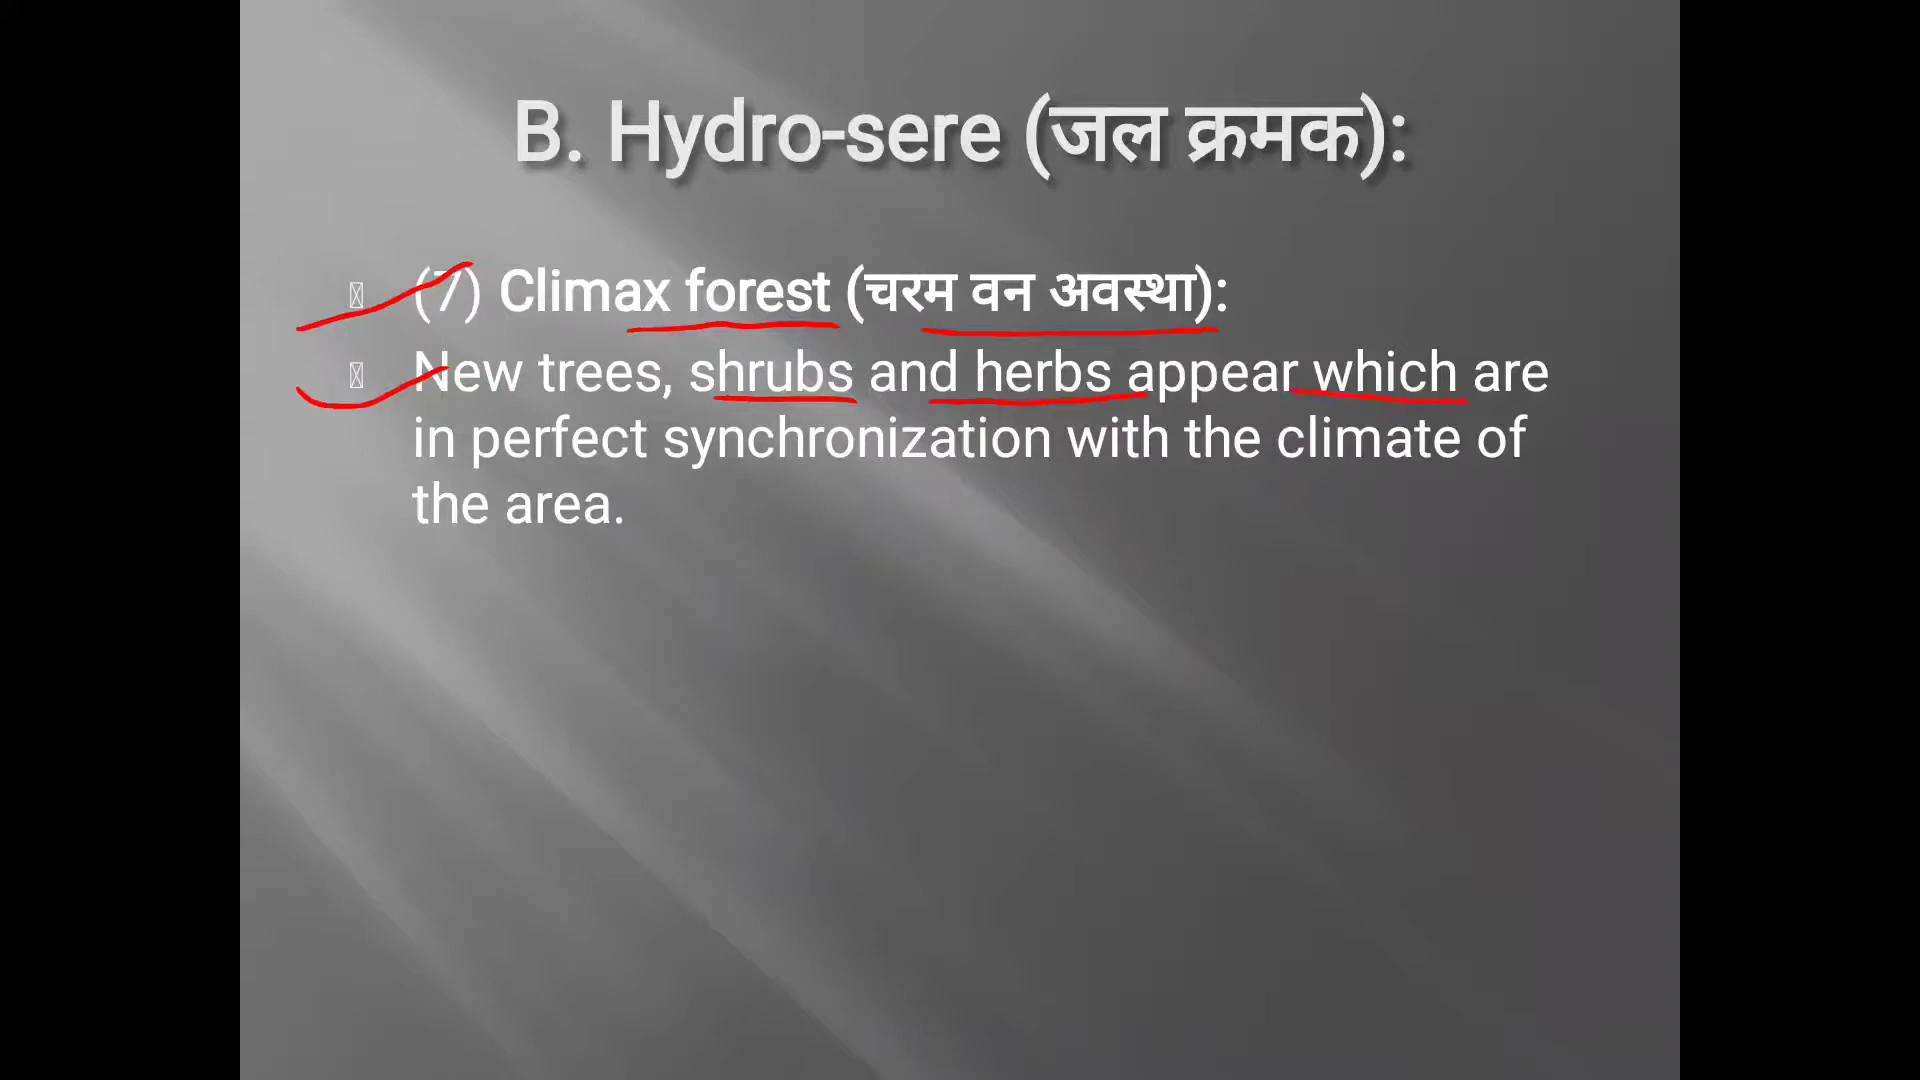 B. Hydro-sere (जल क्रमक):
(7) Climax forest (चरम वन अवस्था):
New trees, shrubs and herbs appear which are
in perfect synchronization with the climate of
the area.